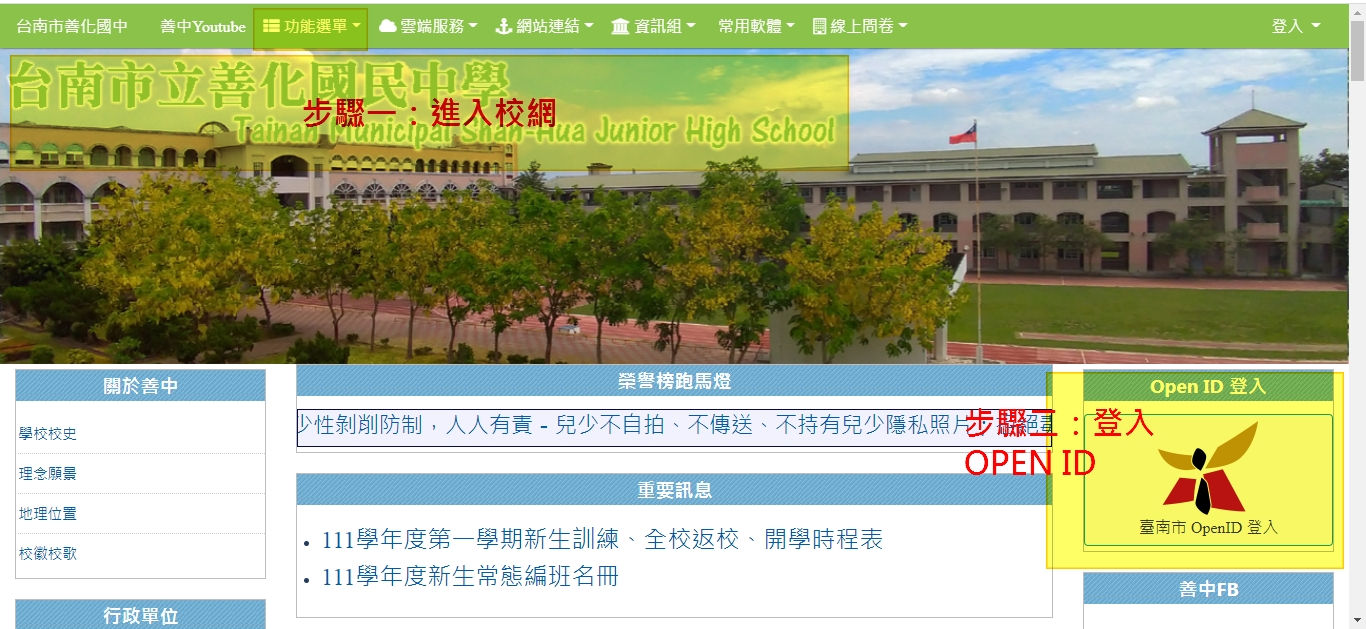 台南市善化國中 善中Youtube 功能選單 雲端服務 網站連結 資訊組 常用軟體 線上問卷 登入
台南市立善化國民中學
步驟一：進入校網
Tainan Municipal Shan-Hua Junior High School
關於善中
學校校史
理念願景
地理位置
校徽校歌
行政單位
榮譽榜跑馬燈
少性剝削防制，人人有責 - 兒少不自拍、不傳送、不持有兒少隱私照片
重要訊息
111學年度第一學期新生訓練、全校返校、開學時程表
111學年度新生常態編班名冊
Open ID 登入
步驟二：登入
OPEN ID
臺南市 OpenID 登入
善中FB